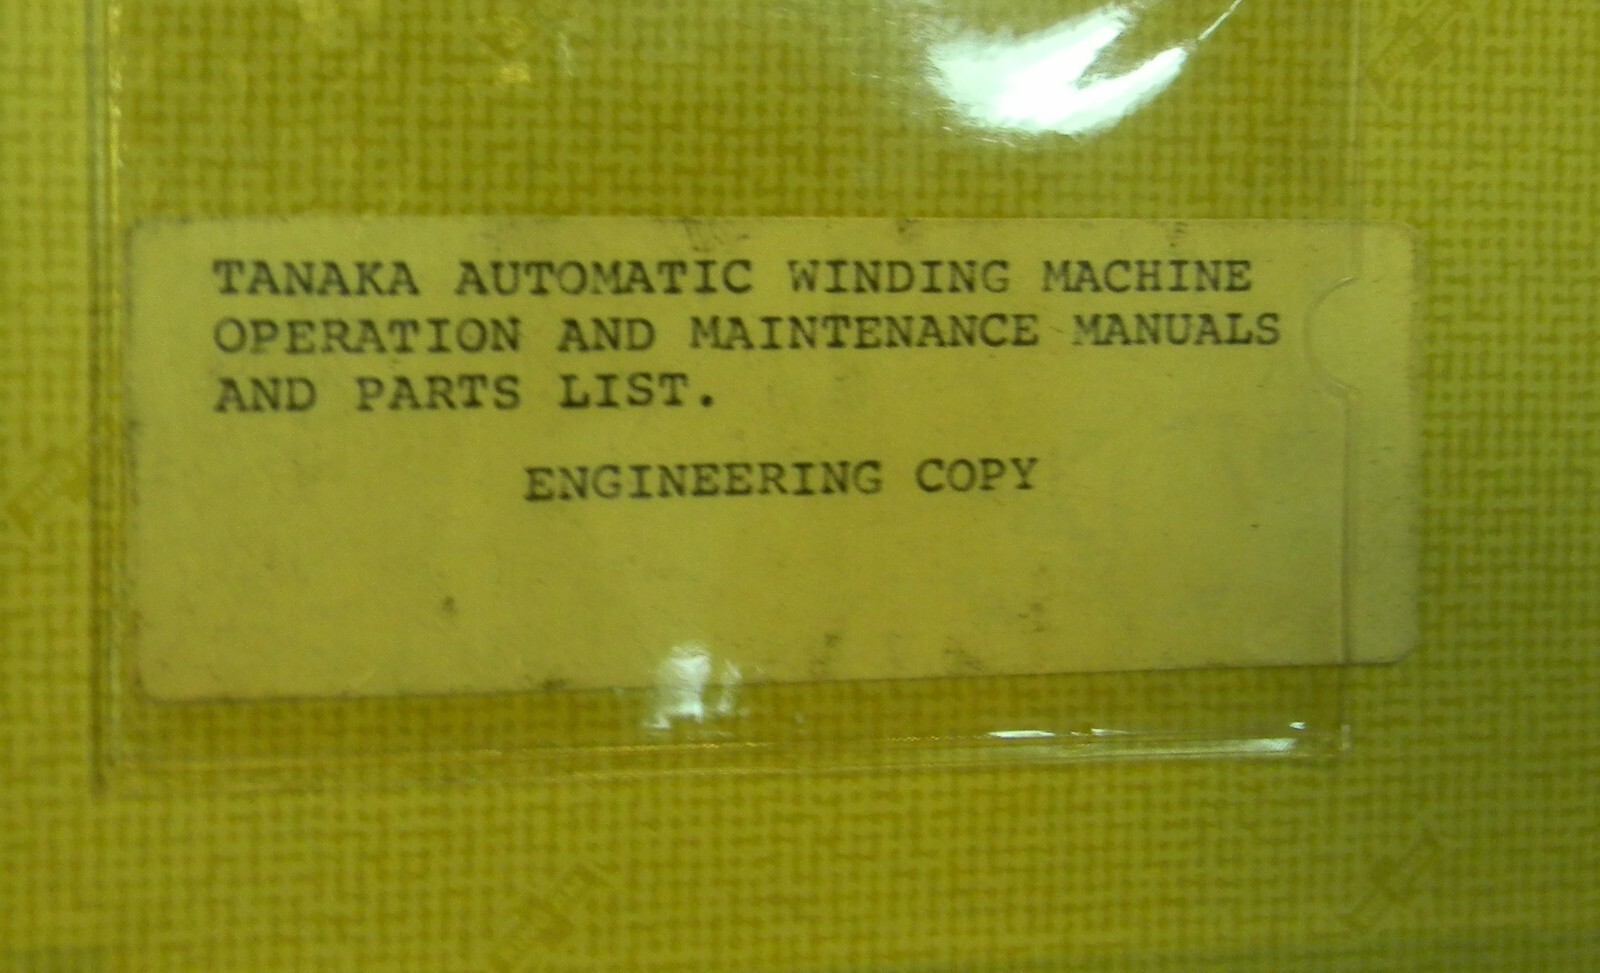 TANAKA AUTOMATIC WINDING MACHINE
OPERATION AND MAINTENANCE MANUALS
AND PARTS LIST.
ENGINEERING COPY